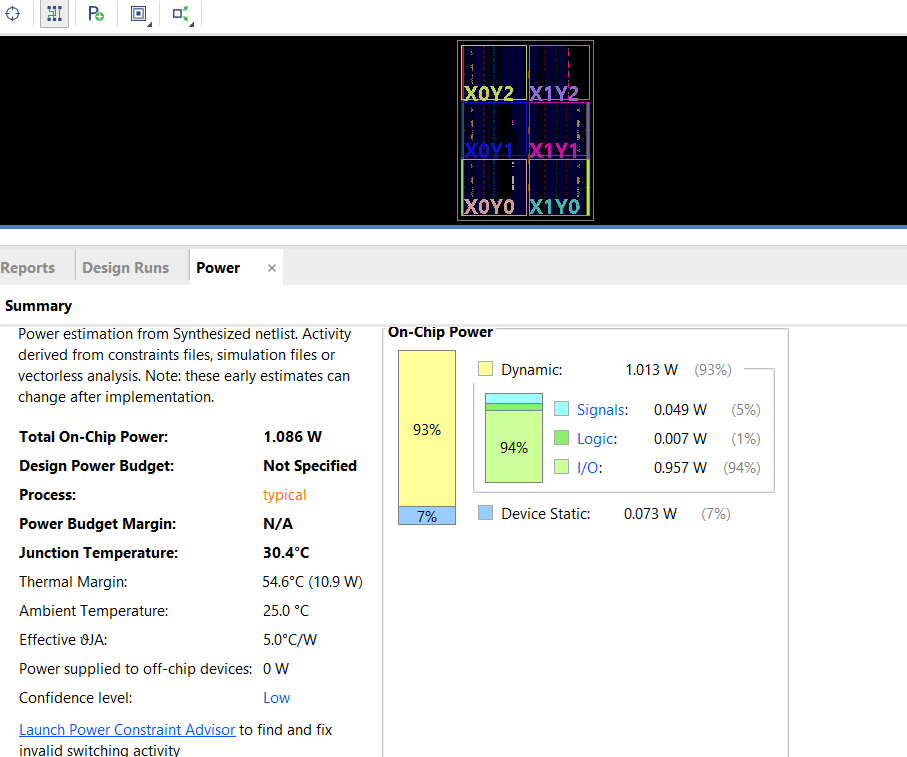 X0Y2 X1Y2
X0Y1 X1Y1
X0Y0 X1Y0
Reports Design Runs Power ×
Summary
Power estimation from Synthesized netlist. Activity
derived from constraints files, simulation files or
vectorless analysis. Note: these early estimates can
change after implementation.
Total On-Chip Power: 1.086 W
Design Power Budget: Not Specified
Process: typical
Power Budget Margin: N/A
Junction Temperature: 30.4°C
Thermal Margin: 54.6°C (10.9 W)
Ambient Temperature: 25.0 °C
Effective ϑJA: 5.0°C/W
Power supplied to off-chip devices: 0 W
Confidence level: Low
Launch Power Constraint Advisor to find and fix
invalid switching activity
On-Chip Power
93%
7%
Dynamic: 1.013 W (93%)
94%
Signals: 0.049 W (5%)
Logic: 0.007 W (1%)
I/O: 0.957 W (94%)
Device Static: 0.073 W (7%)